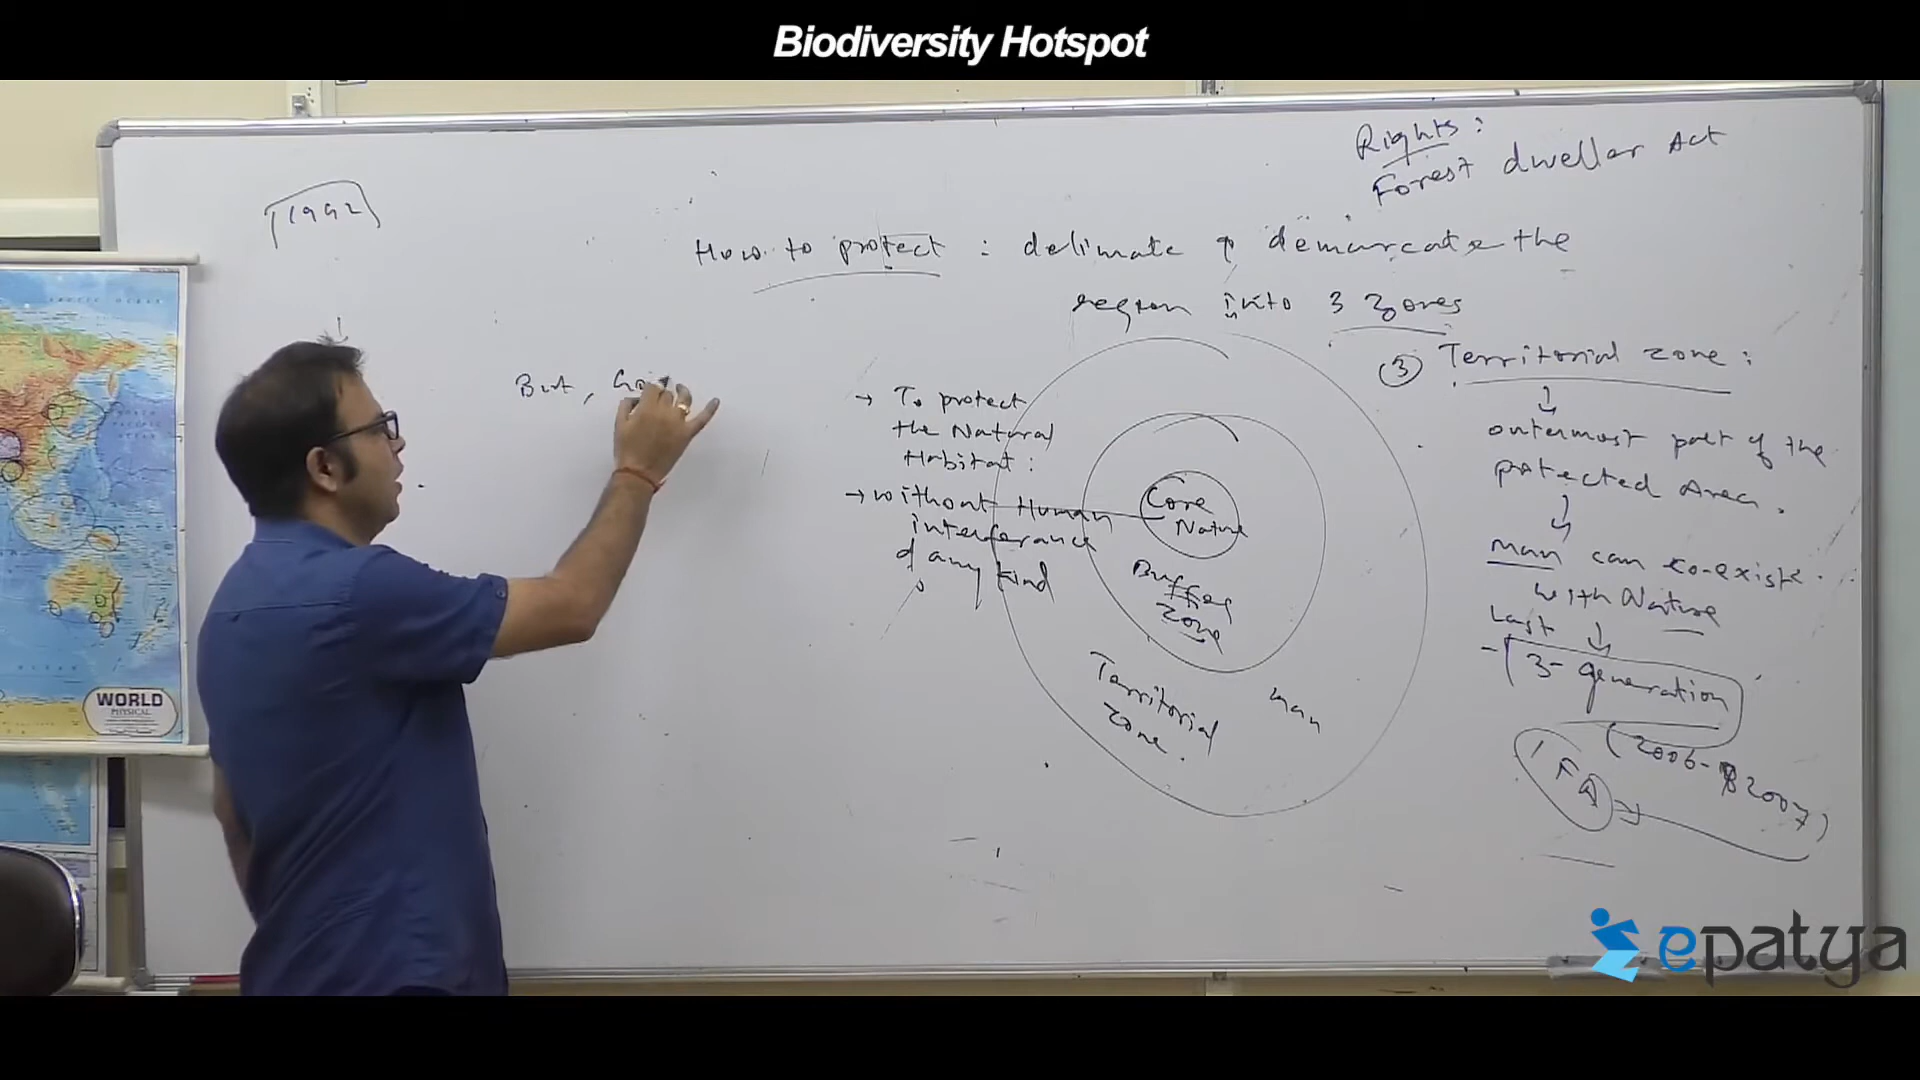 Biodiversity Hotspot
Rights:
Forest dweller Act
1992
How to protect : delimate & demarcate the
region into 3 zones
But,
→ To protect
the Natural
Habitat :
→ without Human
interferance
of any kind
Core
Nature
Buffer
Zone
Territorial
Zone.
man
③ Territorial zone :
outermost part of the
protected Area.
man can co-exist
with Nature
Last
- 3-generation
(2006-2007)
WORLD
PHYSICAL
epatya